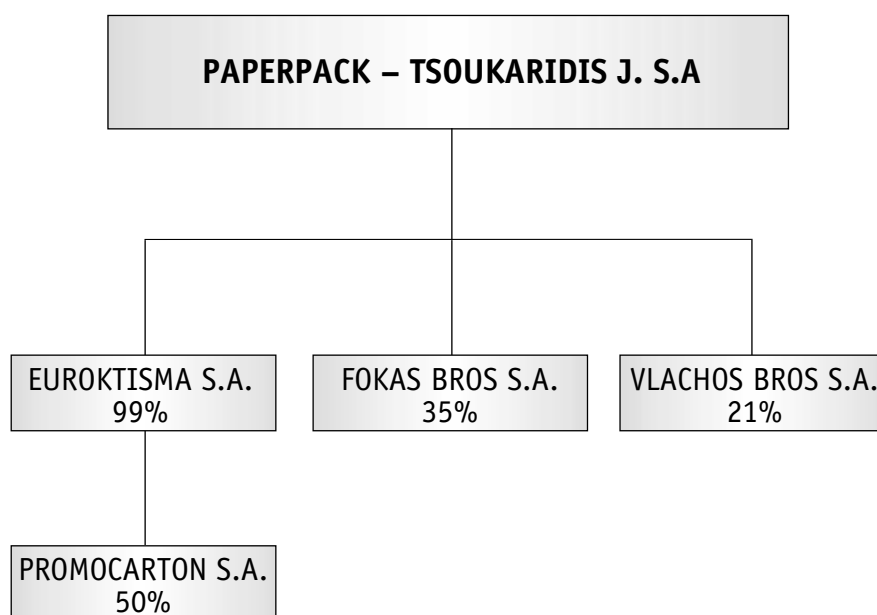 PAPERPACK – TSOUKARIDIS J. S.A
EUROKTISMA S.A.
99%
FOKAS BROS S.A.
35%
VLACHOS BROS S.A.
21%
PROMOCARTON S.A.
50%